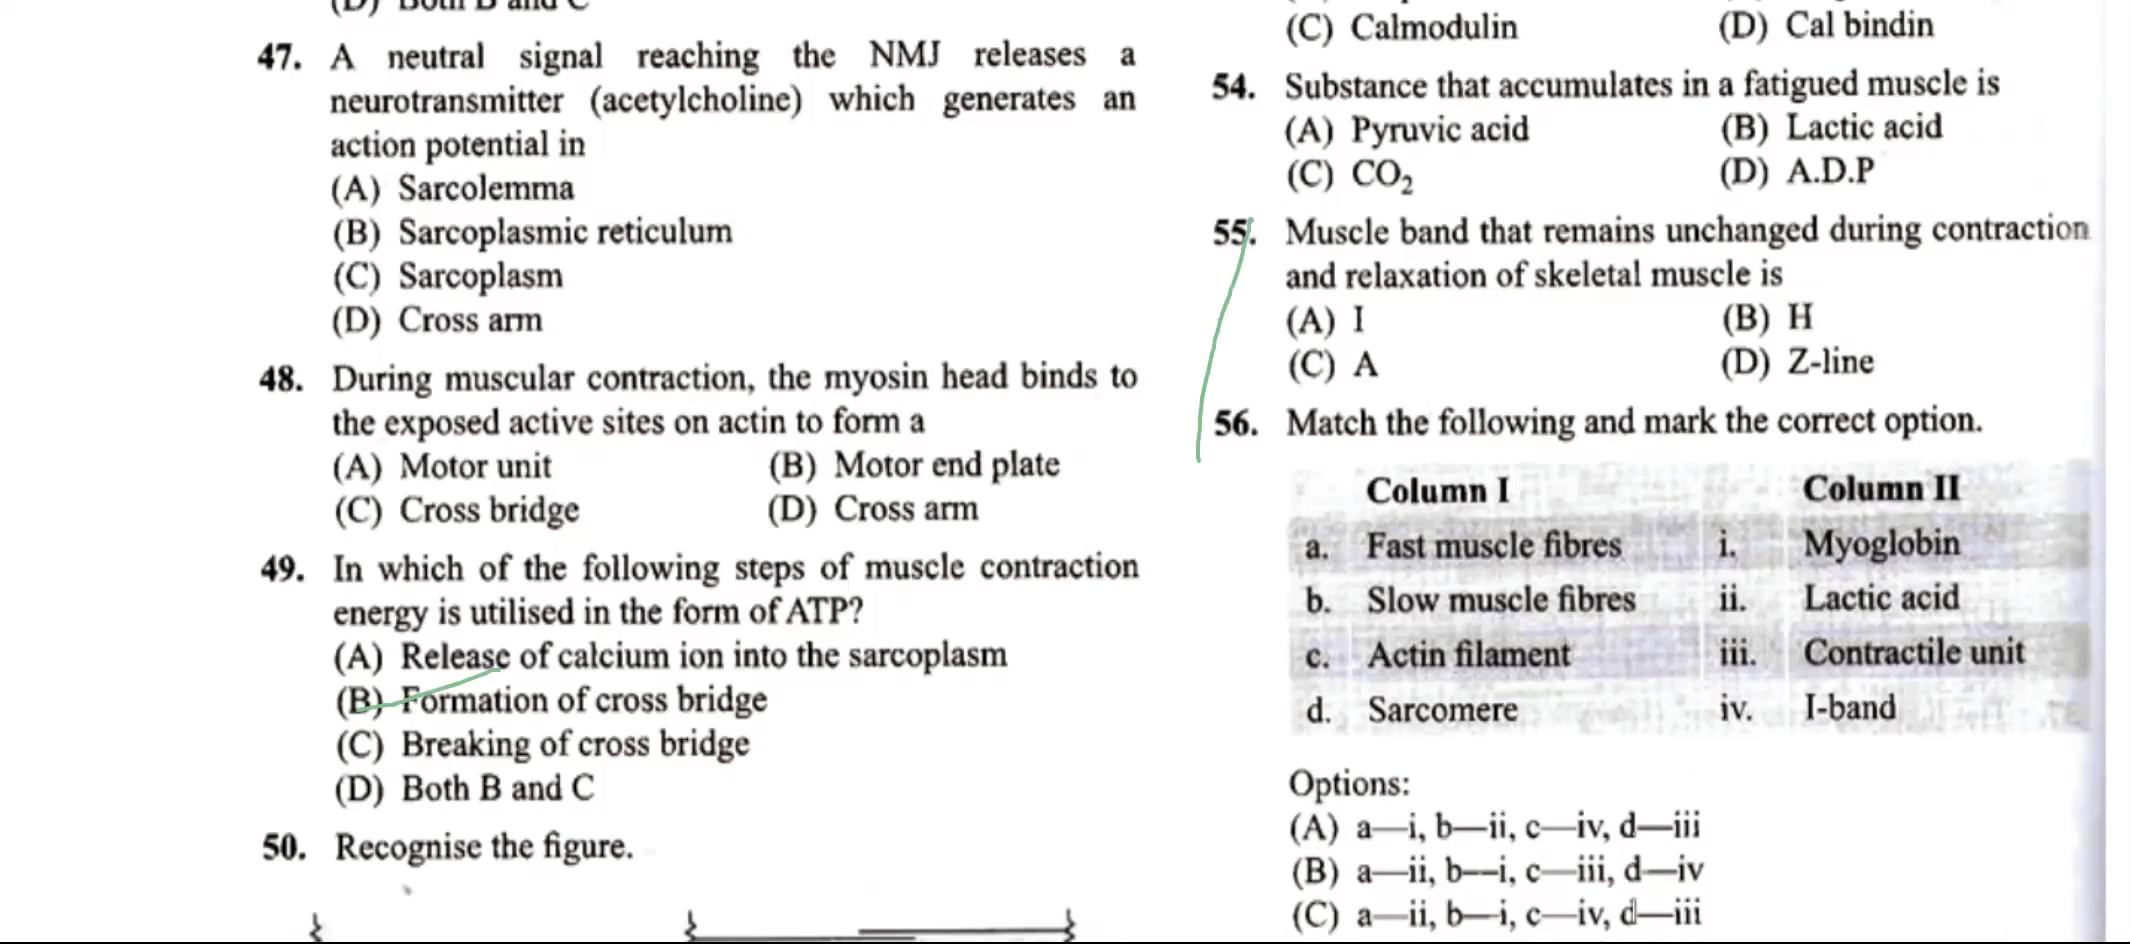 (D) Both B and C
47. A neutral signal reaching the NMJ releases a
neurotransmitter (acetylcholine) which generates an
action potential in
(A) Sarcolemma
(B) Sarcoplasmic reticulum
(C) Sarcoplasm
(D) Cross arm
48. During muscular contraction, the myosin head binds to
the exposed active sites on actin to form a
(A) Motor unit (B) Motor end plate
(C) Cross bridge (D) Cross arm
49. In which of the following steps of muscle contraction
energy is utilised in the form of ATP?
(A) Release of calcium ion into the sarcoplasm
(B) Formation of cross bridge
(C) Breaking of cross bridge
(D) Both B and C
50. Recognise the figure.
(C) Calmodulin (D) Cal bindin
54. Substance that accumulates in a fatigued muscle is
(A) Pyruvic acid (B) Lactic acid
(C) CO₂ (D) A.D.P
55. Muscle band that remains unchanged during contraction
and relaxation of skeletal muscle is
(A) I (B) H
(C) A (D) Z-line
56. Match the following and mark the correct option.
Column I Column II
a. Fast muscle fibres i. Myoglobin
b. Slow muscle fibres ii. Lactic acid
c. Actin filament iii. Contractile unit
d. Sarcomere iv. I-band
Options:
(A) a—i, b—ii, c—iv, d—iii
(B) a—ii, b—i, c—iii, d—iv
(C) a—ii, b—i, c—iv, d—iii